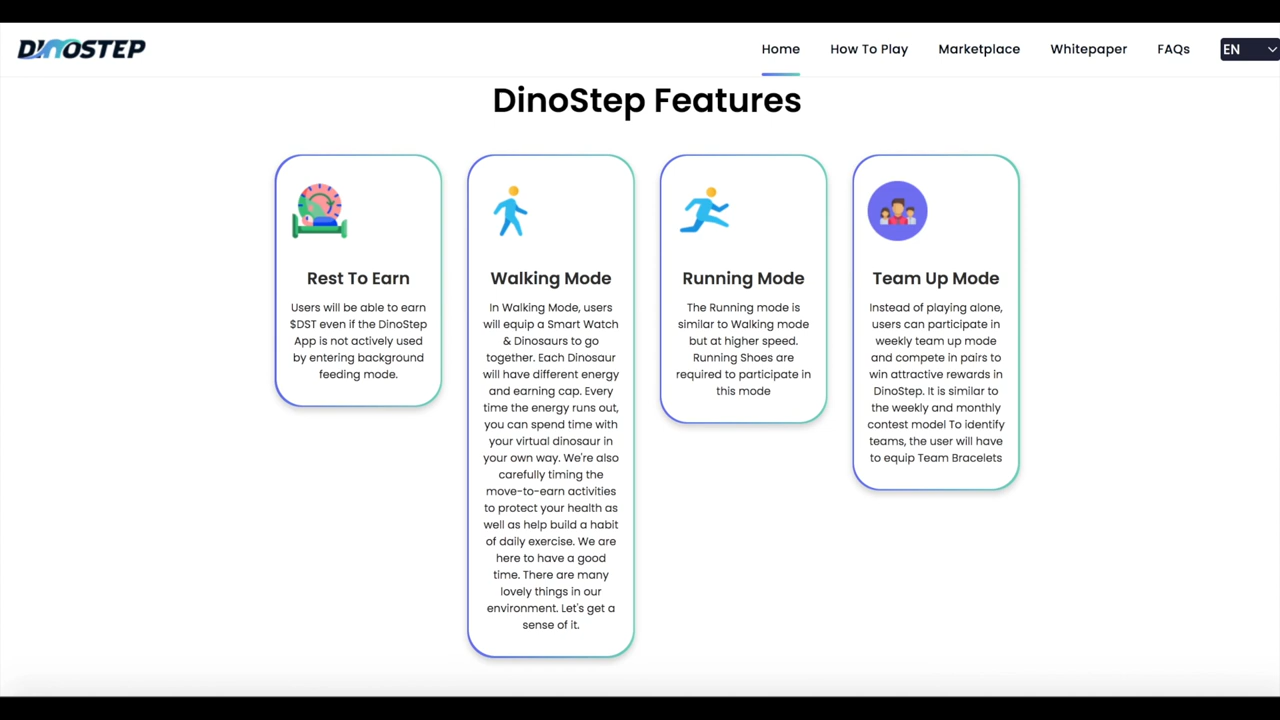 DINOSTEP
Home
How To Play
Marketplace
Whitepaper
FAQs
EN
DinoStep Features
Rest To Earn
Users will be able to earn
$DST even if the DinoStep
App is not actively used
by entering background
feeding mode.
Walking Mode
In Walking Mode, users
will equip a Smart Watch
& Dinosaurs to go
together. Each Dinosaur
will have different energy
and earning cap. Every
time the energy runs out,
you can spend time with
your virtual dinosaur in
your own way. We're also
carefully timing the
move-to-earn activities
to protect your health as
well as help build a habit
of daily exercise. We are
here to have a good
time. There are many
lovely things in our
environment. Let's get a
sense of it.
Running Mode
The Running mode is
similar to Walking mode
but at higher speed.
Running Shoes are
required to participate in
this mode
Team Up Mode
Instead of playing alone,
users can participate in
weekly team up mode
and compete in pairs to
win attractive rewards in
DinoStep. It is similar to
the weekly and monthly
contest model To identify
teams, the user will have
to equip Team Bracelets